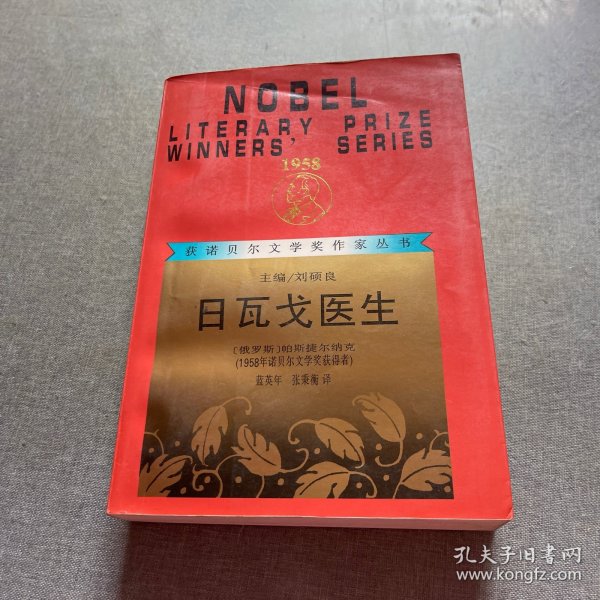 NOBEL
LITERARY PRIZE
WINNERS' SERIES
1958
获诺贝尔文学奖作家丛书
主编/刘硕良
日瓦戈医生
〔俄罗斯〕帕斯捷尔纳克
(1958年诺贝尔文学奖获得者)
蓝英年 张秉衡 译
孔夫子旧书网
www.kongfz.com